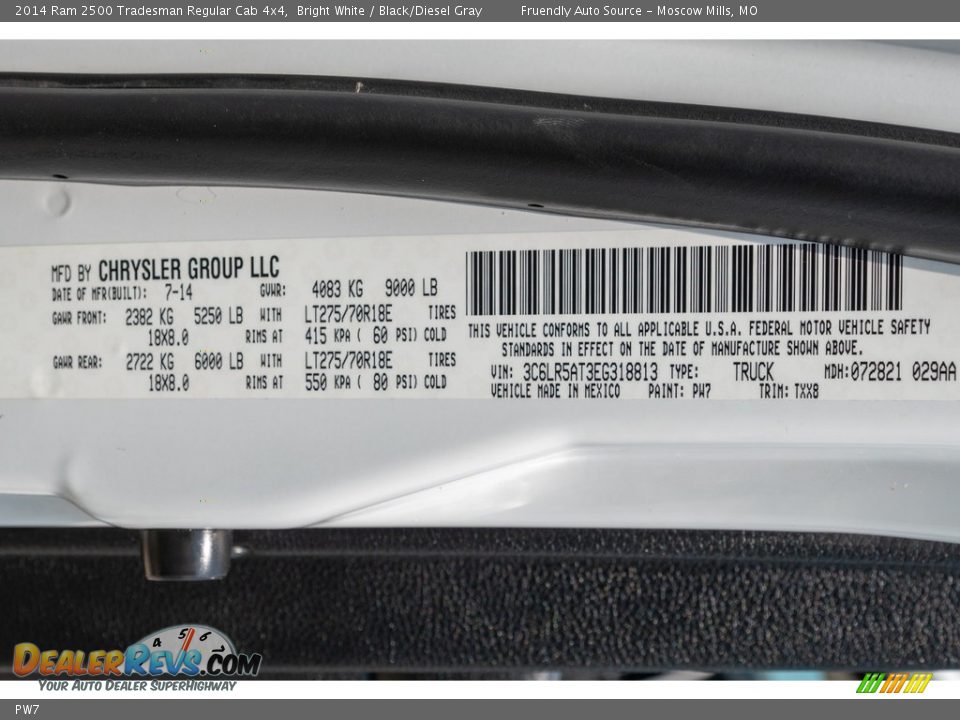 2014 Ram 2500 Tradesman Regular Cab 4x4, Bright White / Black/Diesel Gray Fruendly Auto Source - Moscow Mills, MO
MFD BY CHRYSLER GROUP LLC
DATE OF MFR(BUILT): 7-14 GVWR: 4083 KG 9000 LB
GAWR FRONT: 2382 KG 5250 LB WITH LT275/70R18E TIRES
18X8.0 RIMS AT 415 KPA ( 60 PSI) COLD
GAWR REAR: 2722 KG 6000 LB WITH LT275/70R18E TIRES
18X8.0 RIMS AT 550 KPA ( 80 PSI) COLD
THIS VEHICLE CONFORMS TO ALL APPLICABLE U.S.A. FEDERAL MOTOR VEHICLE SAFETY
STANDARDS IN EFFECT ON THE DATE OF MANUFACTURE SHOWN ABOVE.
VIN: 3C6LR5AT3EG318813 TYPE: TRUCK MDH:072821 029AA
VEHICLE MADE IN MEXICO PAINT: PW7 TRIM: TXX8
4 5 6
DEALERREVS.COM
YOUR AUTO DEALER SUPERHIGHWAY
PW7